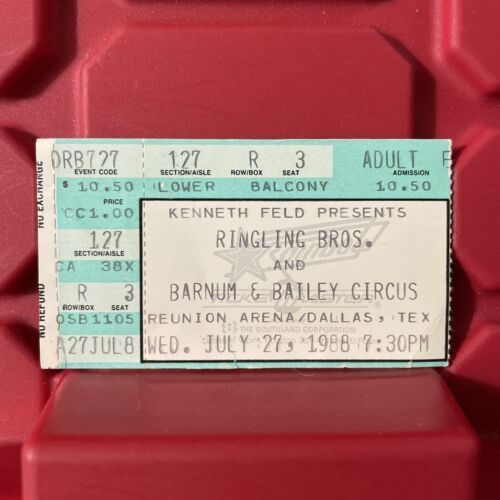 NO EXCHANGE
NO REFUND
ORB727 127 R 3 ADULT
EVENT CODE SECTION/AISLE ROW/BOX SEAT ADMISSION
$ 10.50 LOWER BALCONY 10.50
PRICE
CC1.00 KENNETH FELD PRESENTS
127 RINGLING BROS.
SECTION/AISLE AND
CA 38X BARNUM & BAILEY CIRCUS
R 3 REUNION ARENA/DALLAS, TEX
ROW/BOX SEAT
THE SOUTHLAND CORPORATION
OSB1105
A27JUL8 WED. JULY 27, 1988 7:30PM